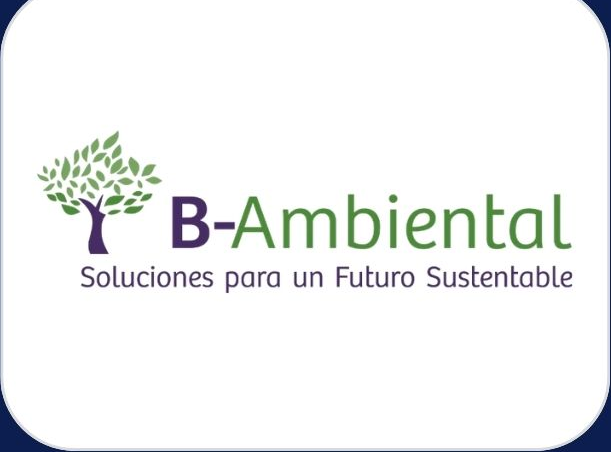 B-Ambiental
Soluciones para un Futuro Sustentable